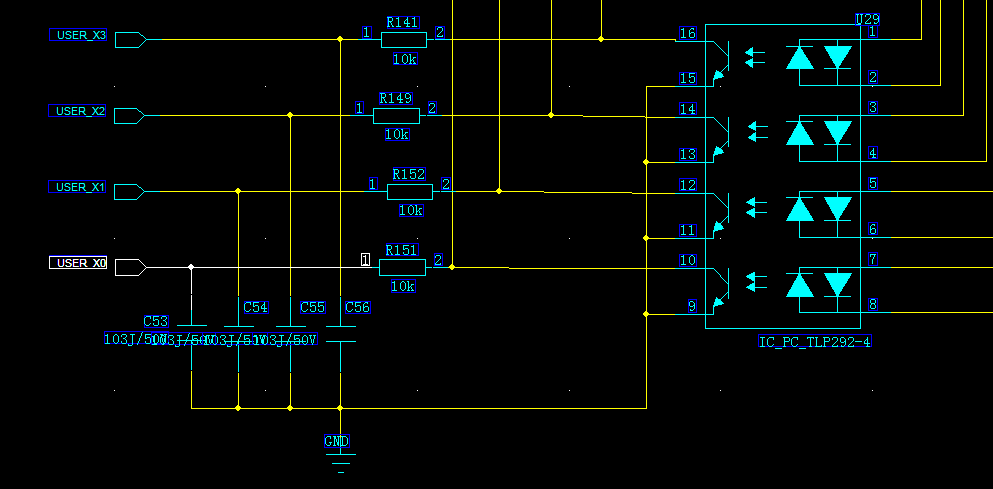 U29
R141
USER_X3
1
2
16
1
10k
15
2
R149
USER_X2
1
2
14
3
10k
13
4
R152
USER_X1
1
2
12
5
10k
11
6
R151
USER_X0
1
2
10
7
10k
9
8
C53
C54
C55
C56
103J/50V
103J/50V
103J/50V
103J/50V
IC_PC_TLP292-4
GND